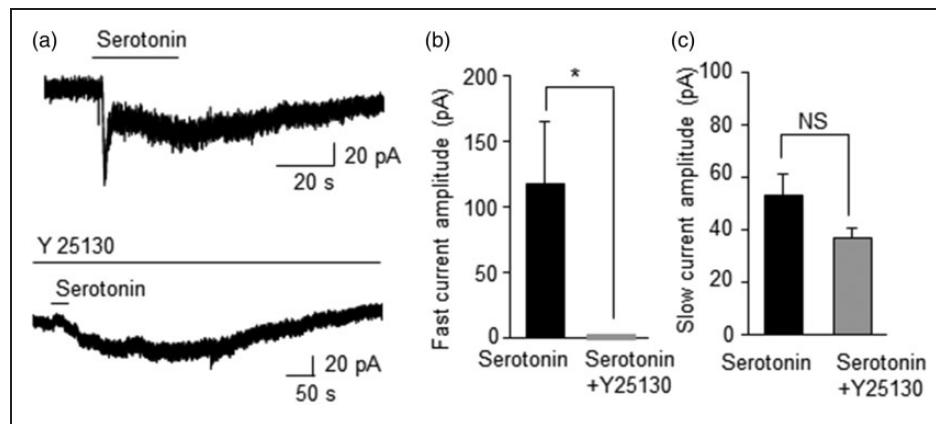 (a)
Serotonin
20 pA
20 s
Y 25130
Serotonin
20 pA
50 s
(b)
Fast current amplitude (pA)
200
150
100
50
0
*
Serotonin
Serotonin
+Y25130
(c)
Slow current amplitude (pA)
100
80
60
40
20
0
NS
Serotonin
Serotonin
+Y25130